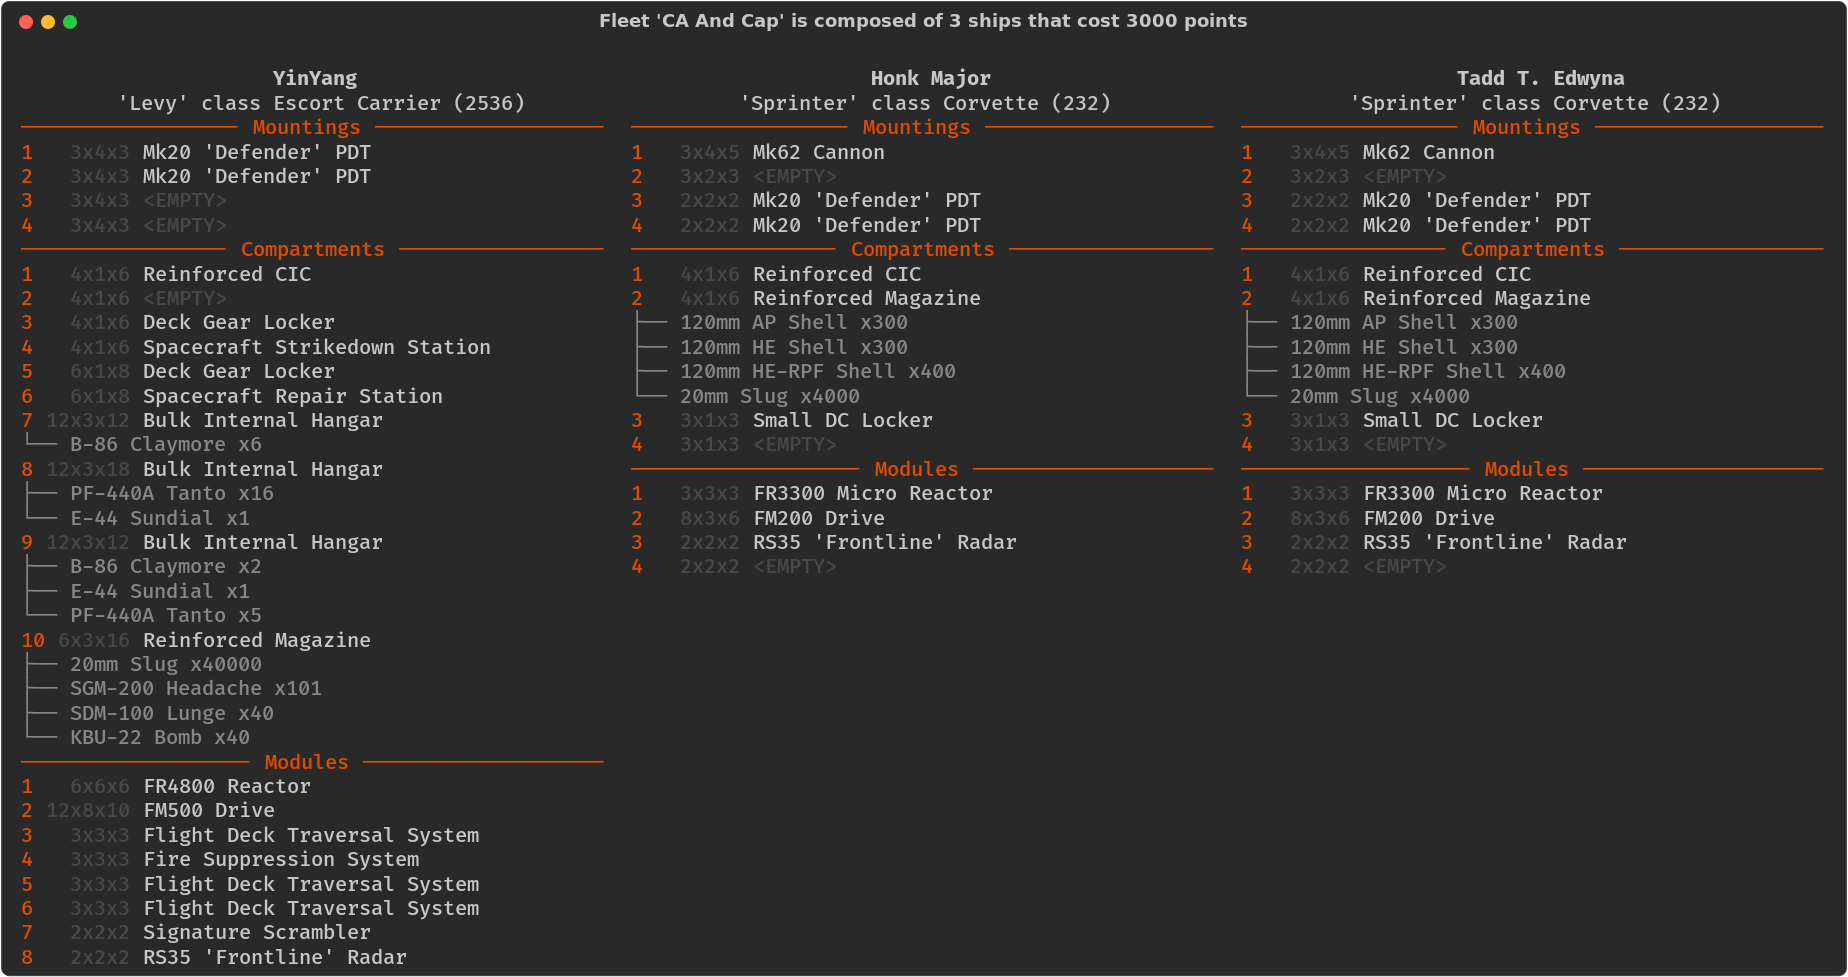 Fleet 'CA And Cap' is composed of 3 ships that cost 3000 points
YinYang
'Levy' class Escort Carrier (2536)
Mountings
1 3x4x3 Mk20 'Defender' PDT
2 3x4x3 Mk20 'Defender' PDT
3 3x4x3 <EMPTY>
4 3x4x3 <EMPTY>
Compartments
1 4x1x6 Reinforced CIC
2 4x1x6 <EMPTY>
3 4x1x6 Deck Gear Locker
4 4x1x6 Spacecraft Strikedown Station
5 6x1x8 Deck Gear Locker
6 6x1x8 Spacecraft Repair Station
7 12x3x12 Bulk Internal Hangar
B-86 Claymore x6
8 12x3x18 Bulk Internal Hangar
PF-440A Tanto x16
E-44 Sundial x1
9 12x3x12 Bulk Internal Hangar
B-86 Claymore x2
E-44 Sundial x1
PF-440A Tanto x5
10 6x3x16 Reinforced Magazine
20mm Slug x40000
SGM-200 Headache x101
SDM-100 Lunge x40
KBU-22 Bomb x40
Modules
1 6x6x6 FR4800 Reactor
2 12x8x10 FM500 Drive
3 3x3x3 Flight Deck Traversal System
4 3x3x3 Fire Suppression System
5 3x3x3 Flight Deck Traversal System
6 3x3x3 Flight Deck Traversal System
7 2x2x2 Signature Scrambler
8 2x2x2 RS35 'Frontline' Radar
Honk Major
'Sprinter' class Corvette (232)
Mountings
1 3x4x5 Mk62 Cannon
2 3x2x3 <EMPTY>
3 2x2x2 Mk20 'Defender' PDT
4 2x2x2 Mk20 'Defender' PDT
Compartments
1 4x1x6 Reinforced CIC
2 4x1x6 Reinforced Magazine
120mm AP Shell x300
120mm HE Shell x300
120mm HE-RPF Shell x400
20mm Slug x4000
3 3x1x3 Small DC Locker
4 3x1x3 <EMPTY>
Modules
1 3x3x3 FR3300 Micro Reactor
2 8x3x6 FM200 Drive
3 2x2x2 RS35 'Frontline' Radar
4 2x2x2 <EMPTY>
Tadd T. Edwyna
'Sprinter' class Corvette (232)
Mountings
1 3x4x5 Mk62 Cannon
2 3x2x3 <EMPTY>
3 2x2x2 Mk20 'Defender' PDT
4 2x2x2 Mk20 'Defender' PDT
Compartments
1 4x1x6 Reinforced CIC
2 4x1x6 Reinforced Magazine
120mm AP Shell x300
120mm HE Shell x300
120mm HE-RPF Shell x400
20mm Slug x4000
3 3x1x3 Small DC Locker
4 3x1x3 <EMPTY>
Modules
1 3x3x3 FR3300 Micro Reactor
2 8x3x6 FM200 Drive
3 2x2x2 RS35 'Frontline' Radar
4 2x2x2 <EMPTY>